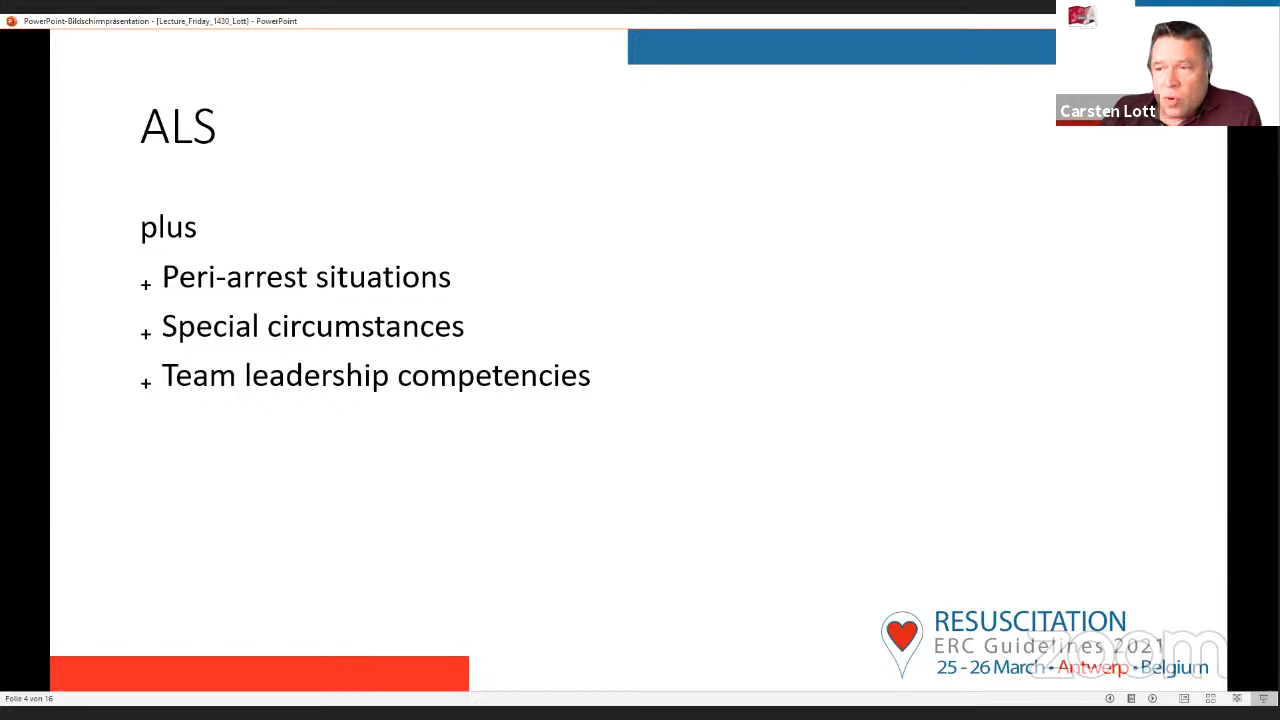 PowerPoint-Bildschirmpräsentation - [Lecture_Friday_1430_Lott] - PowerPoint
Carsten Lott
ALS
plus
+ Peri-arrest situations
+ Special circumstances
+ Team leadership competencies
RESUSCITATION
ERC Guidelines 2021
zoom
25 - 26 March • Antwerp • Belgium
Folie 4 von 16